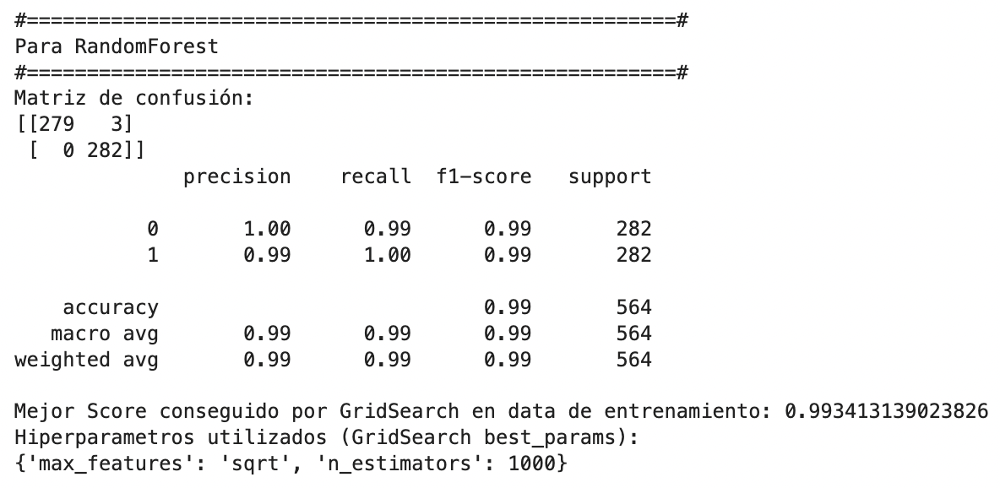 #======================================================#
Para RandomForest
#======================================================#
Matriz de confusión:
[[279   3]
 [  0 282]]
              precision    recall  f1-score   support

           0       1.00      0.99      0.99       282
           1       0.99      1.00      0.99       282

    accuracy                           0.99       564
   macro avg       0.99      0.99      0.99       564
weighted avg       0.99      0.99      0.99       564

Mejor Score conseguido por GridSearch en data de entrenamiento: 0.993413139023826
Hiperparametros utilizados (GridSearch best_params):
{'max_features': 'sqrt', 'n_estimators': 1000}